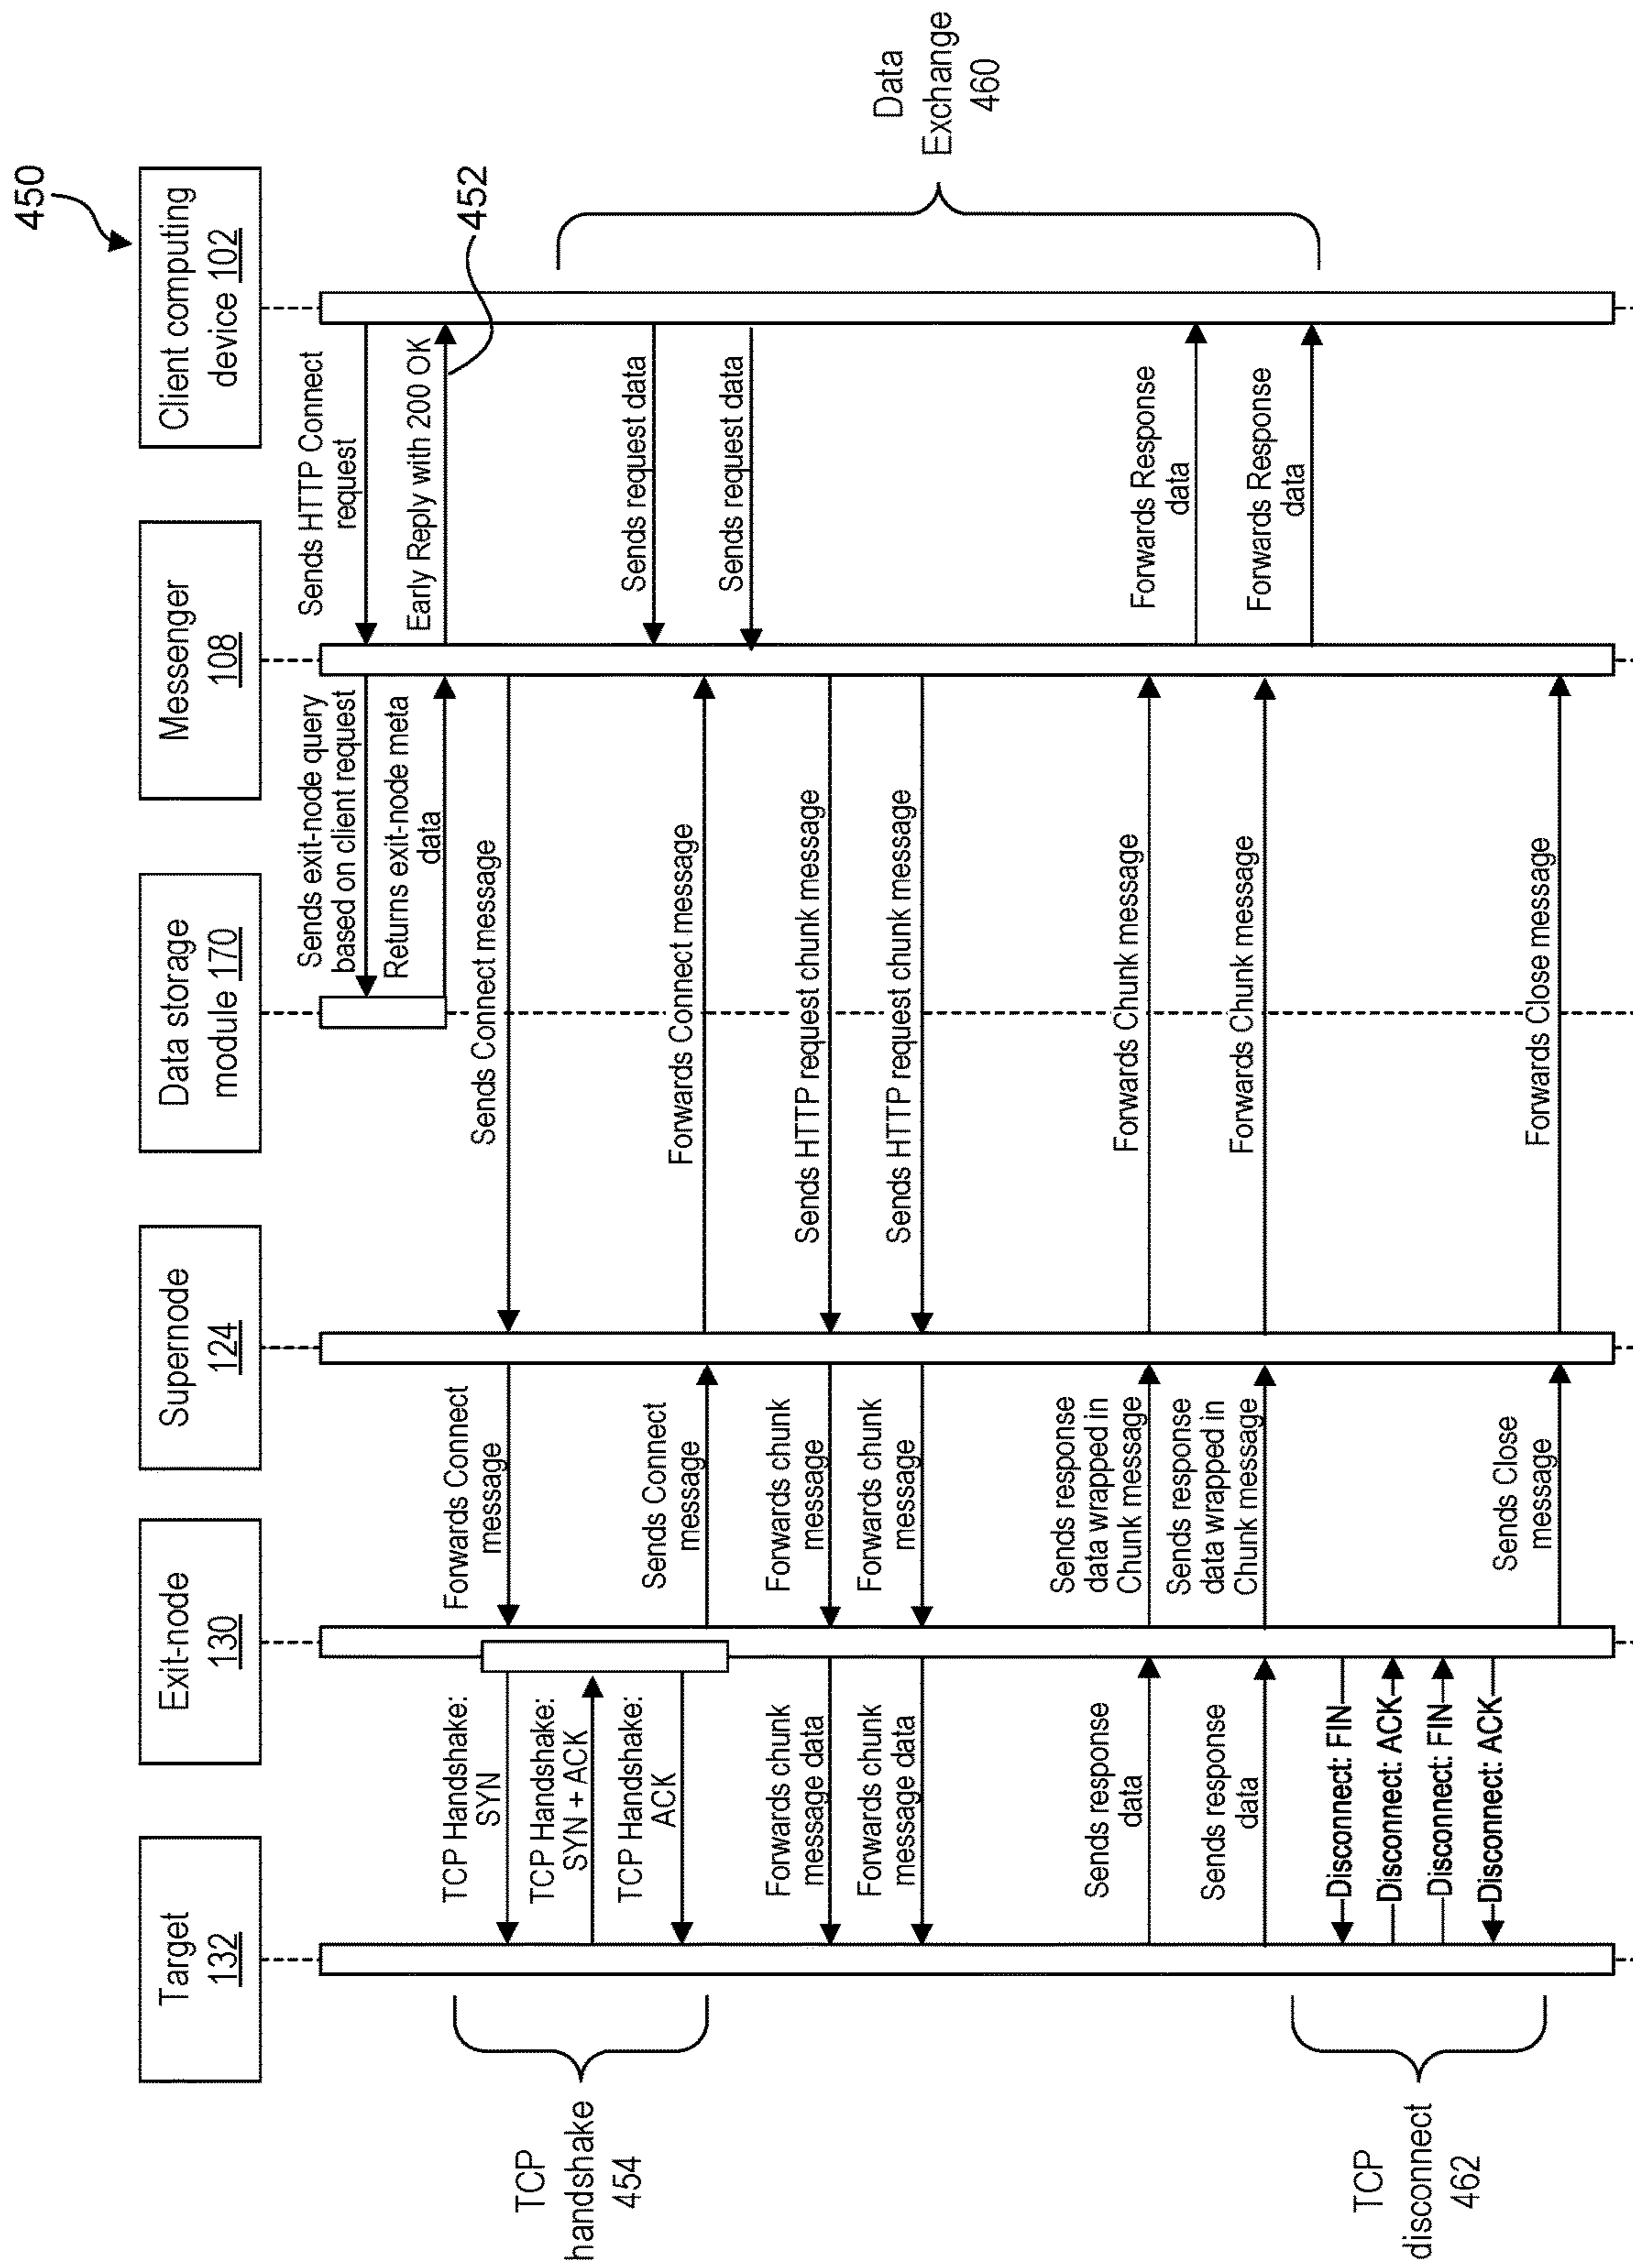 450
Target
132
Exit-node
130
Supernode
124
Data storage
module 170
Messenger
108
Client computing
device 102
Sends HTTP Connect
request
Sends exit-node query
based on client request
Returns exit-node meta
data
Early Reply with 200 OK
452
Sends Connect message
Forwards Connect
message
TCP Handshake:
SYN
TCP Handshake:
SYN + ACK
TCP Handshake:
ACK
TCP
handshake
454
Sends Connect
message
Forwards Connect message
Sends request data
Sends request data
Sends HTTP request chunk message
Forwards chunk
message
Forwards chunk
message data
Sends HTTP request chunk message
Forwards chunk
message
Forwards chunk
message data
Data
Exchange
460
Sends response
data
Sends response
data wrapped in
Chunk message
Forwards Chunk message
Forwards Response
data
Sends response
data
Sends response
data wrapped in
Chunk message
Forwards Chunk message
Forwards Response
data
Disconnect: FIN
Disconnect: ACK
Disconnect: FIN
Disconnect: ACK
TCP
disconnect
462
Sends Close
message
Forwards Close message